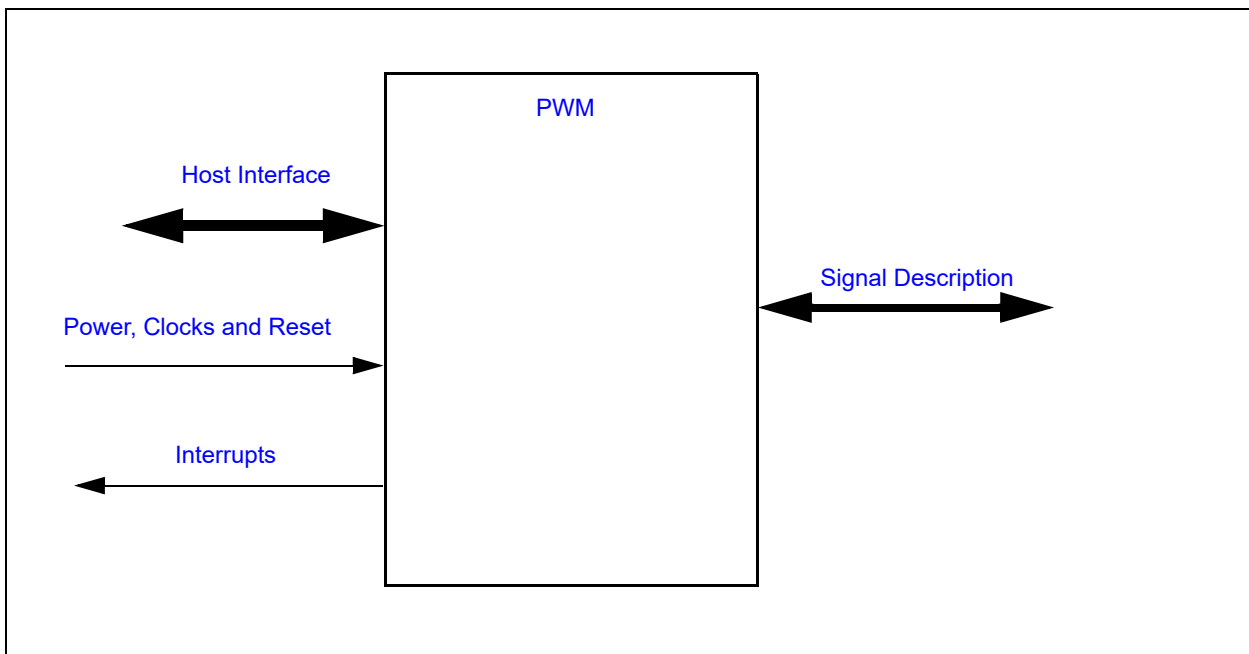 PWM
Host Interface
Signal Description
Power, Clocks and Reset
Interrupts